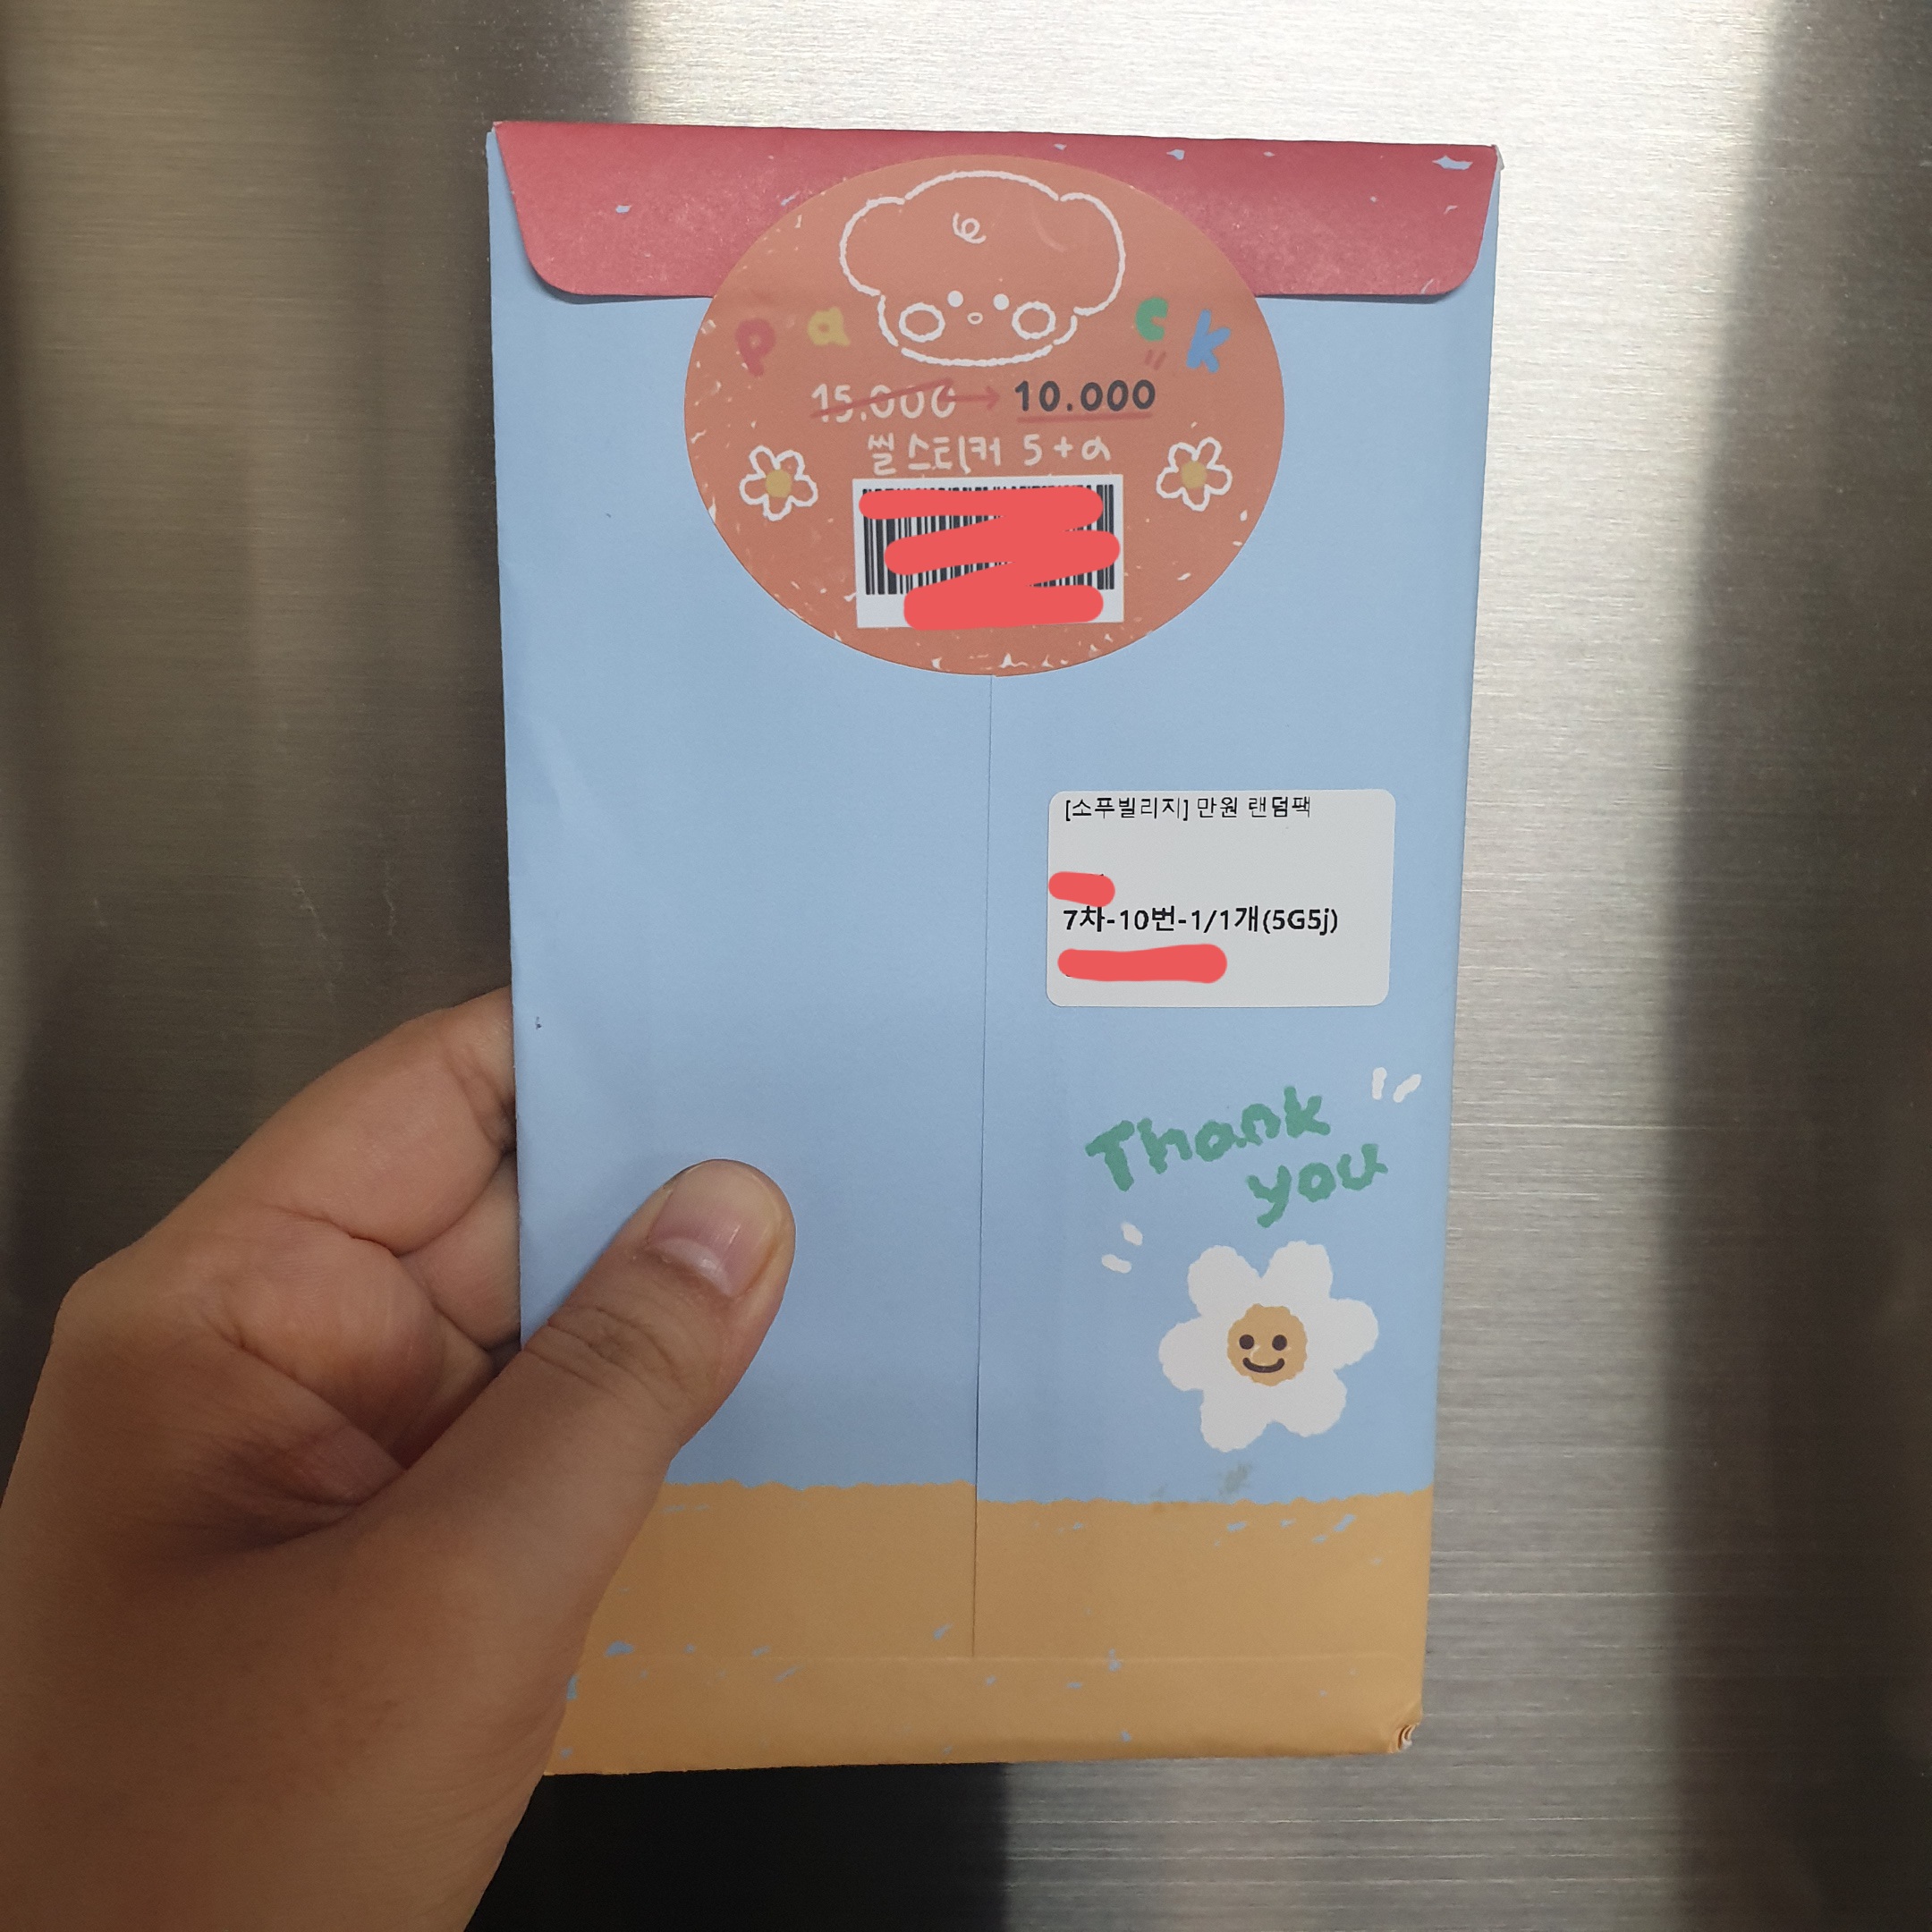 Pack
15.000 → 10.000
씰스티커 5+α
[소푸빌리지] 만원 랜덤팩
7차-10번-1/1개(5G5j)
Thank
you